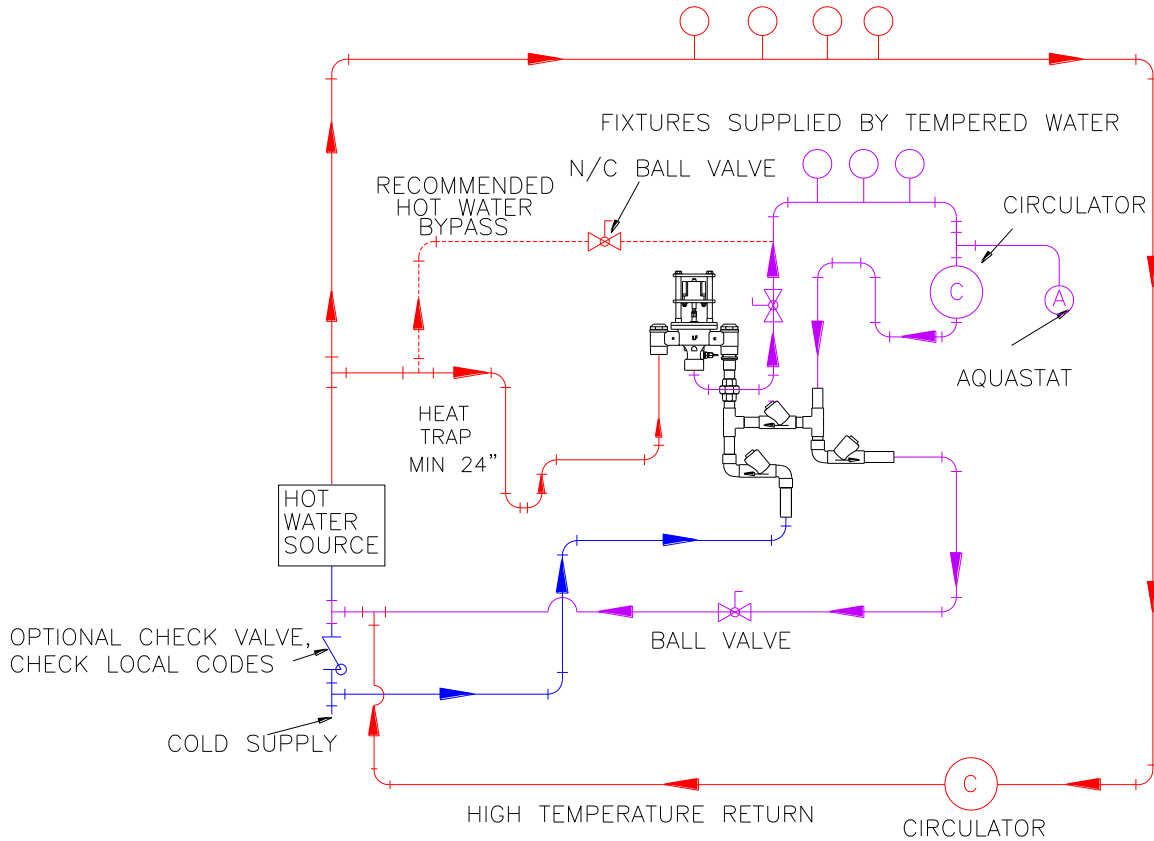 FIXTURES SUPPLIED BY TEMPERED WATER
N/C BALL VALVE
RECOMMENDED
HOT WATER
BYPASS
CIRCULATOR
C
A
AQUASTAT
HEAT
TRAP
MIN 24”
HOT
WATER
SOURCE
OPTIONAL CHECK VALVE,
CHECK LOCAL CODES
BALL VALVE
COLD SUPPLY
C
HIGH TEMPERATURE RETURN
CIRCULATOR